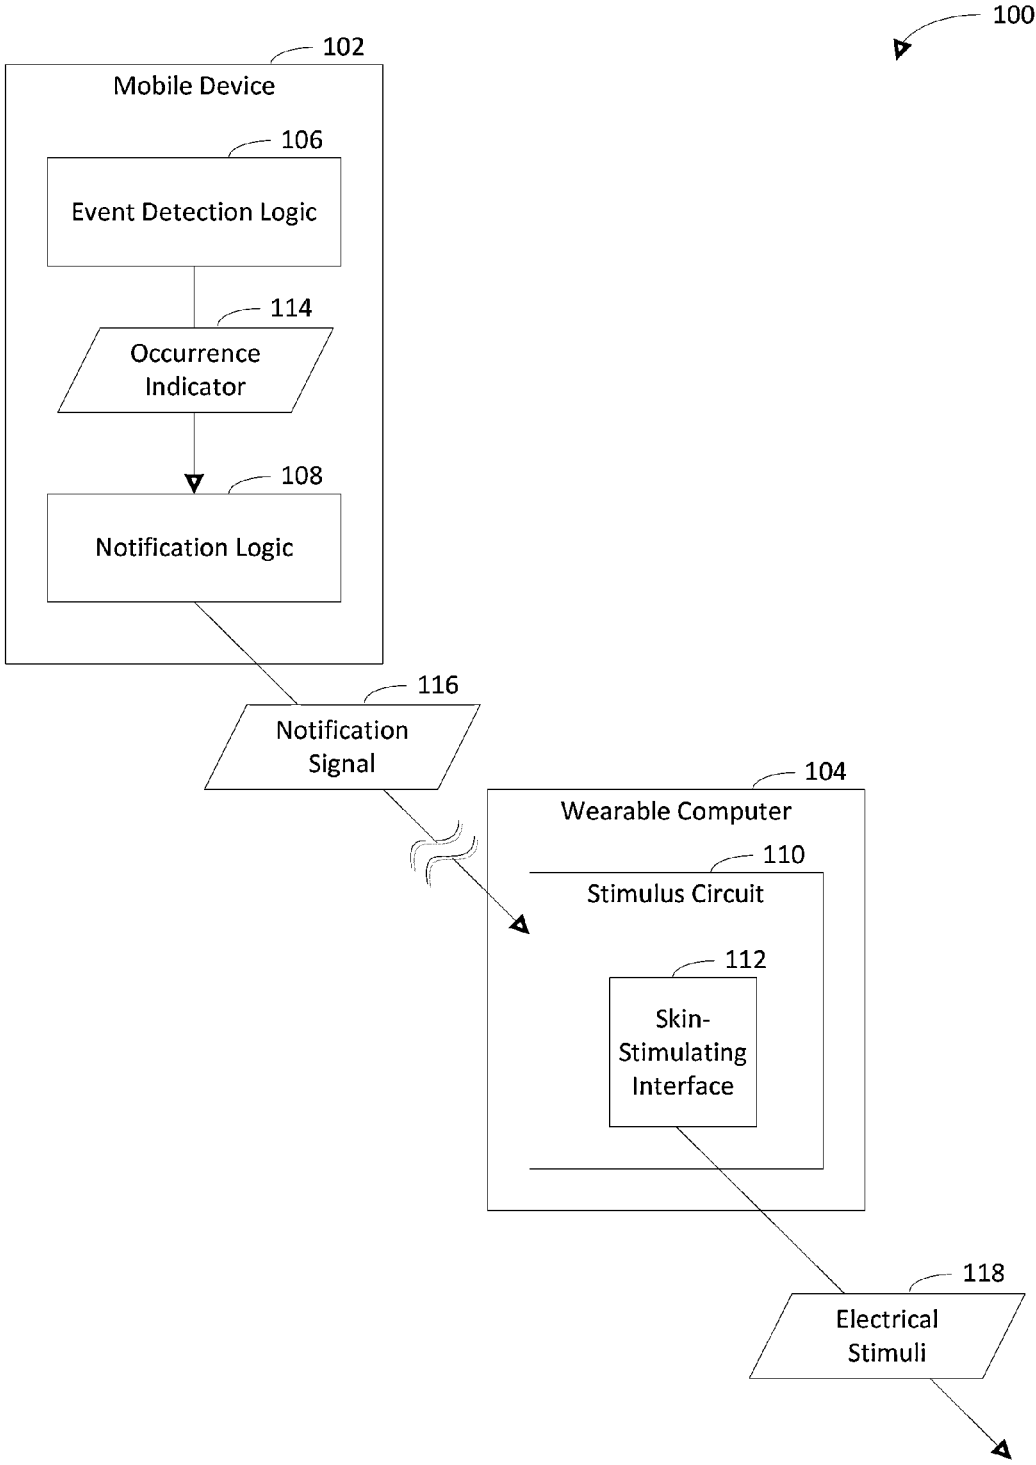 100
102
Mobile Device
106
Event Detection Logic
114
Occurrence
Indicator
108
Notification Logic
116
Notification
Signal
104
Wearable Computer
110
Stimulus Circuit
112
Skin-
Stimulating
Interface
118
Electrical
Stimuli